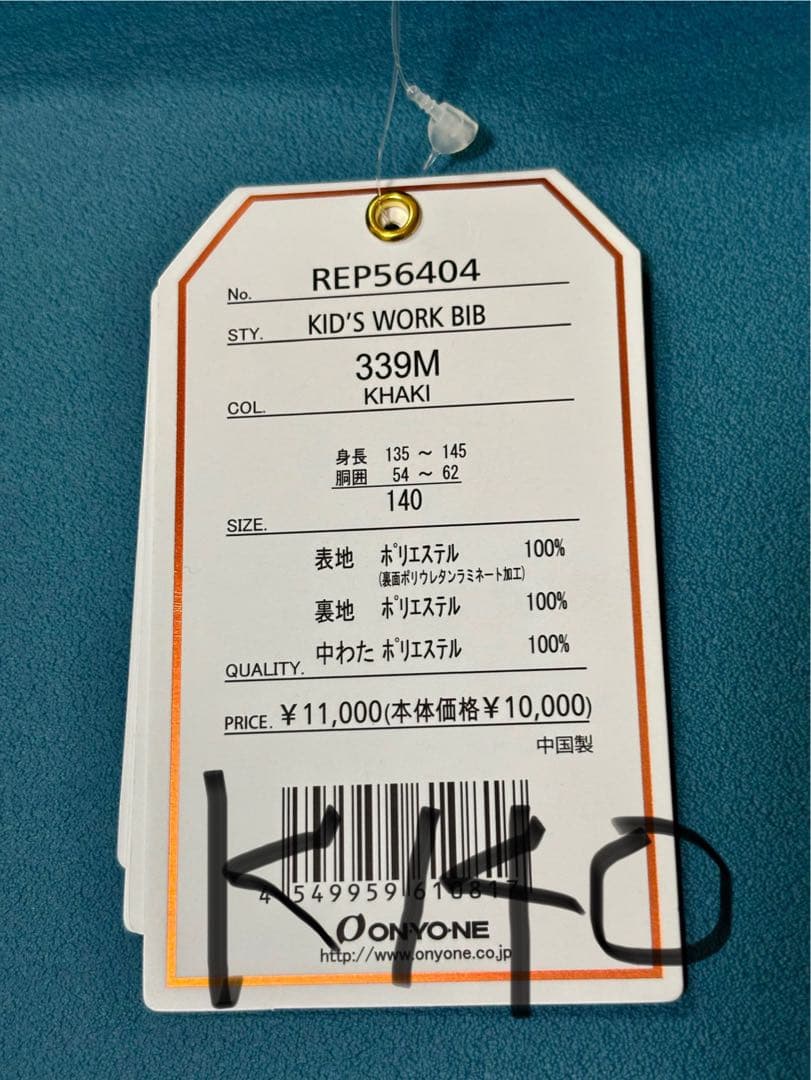 No. REP56404
STY. KID'S WORK BIB
339M
COL. KHAKI
身長 135 ～ 145
胴囲 54 ～ 62
SIZE. 140
表地 ポリエステル 100%
(裏面ポリウレタンラミネート加工)
裏地 ポリエステル 100%
QUALITY. 中わた ポリエステル 100%
PRICE. ¥11,000(本体価格¥10,000)
中国製
4 549959 610817
ONYONE
http://www.onyone.co.jp
K140